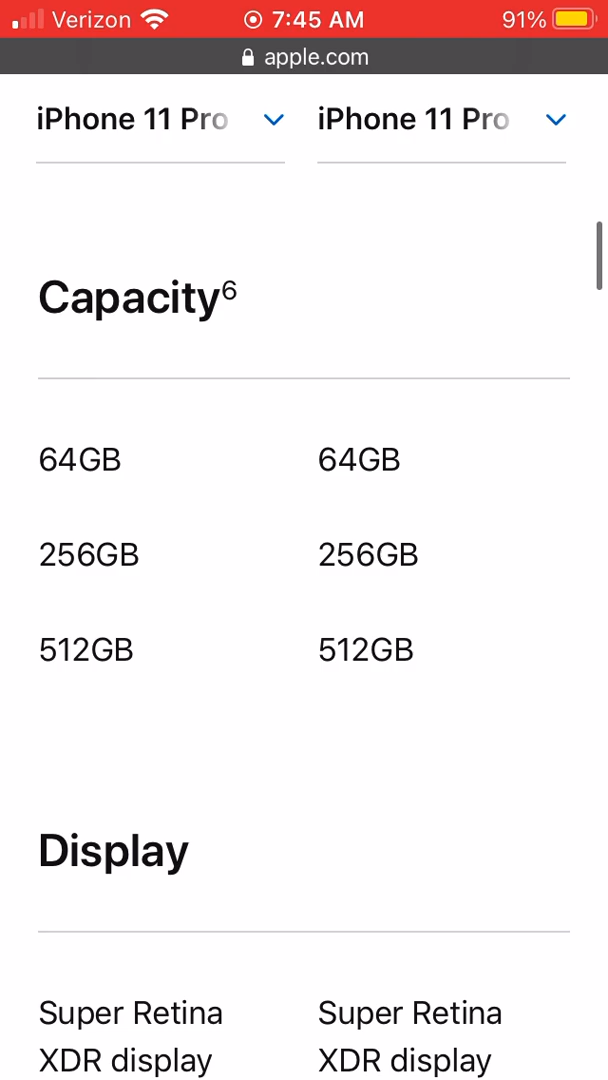 Verizon 7:45 AM 91%
apple.com
iPhone 11 Pro iPhone 11 Pro
Capacity⁶
64GB 64GB
256GB 256GB
512GB 512GB
Display
Super Retina Super Retina
XDR display XDR display